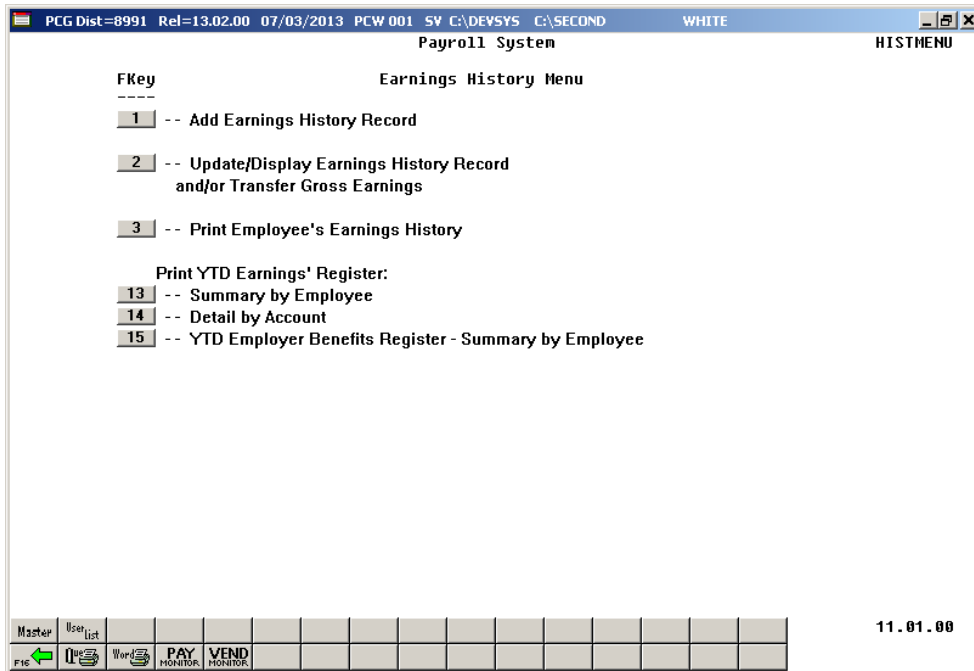 PCG Dist=8991 Rel=13.02.00 07/03/2013 PCW 001 SV C:\DEVSYS C:\SECOND WHITE
Payroll System HISTMENU
FKey Earnings History Menu
----
1 -- Add Earnings History Record
2 -- Update/Display Earnings History Record
and/or Transfer Gross Earnings
3 -- Print Employee's Earnings History
Print YTD Earnings' Register:
13 -- Summary by Employee
14 -- Detail by Account
15 -- YTD Employer Benefits Register - Summary by Employee
Master User List 11.01.00
F16 Que Word PAY MONITOR VEND MONITOR